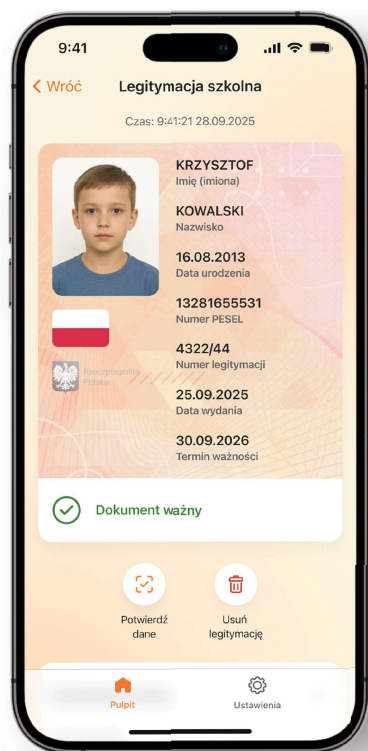 9:41
Wróć
Legitymacja szkolna
Czas: 9:41:21 28.09.2025
KRZYSZTOF
Imię (imiona)
KOWALSKI
Nazwisko
16.08.2013
Data urodzenia
13281655531
Numer PESEL
4322/44
Numer legitymacji
Rzeczpospolita
Polska
25.09.2025
Data wydania
30.09.2026
Termin ważności
Dokument ważny
Potwierdź
dane
Usuń
legitymację
Pulpit
Ustawienia